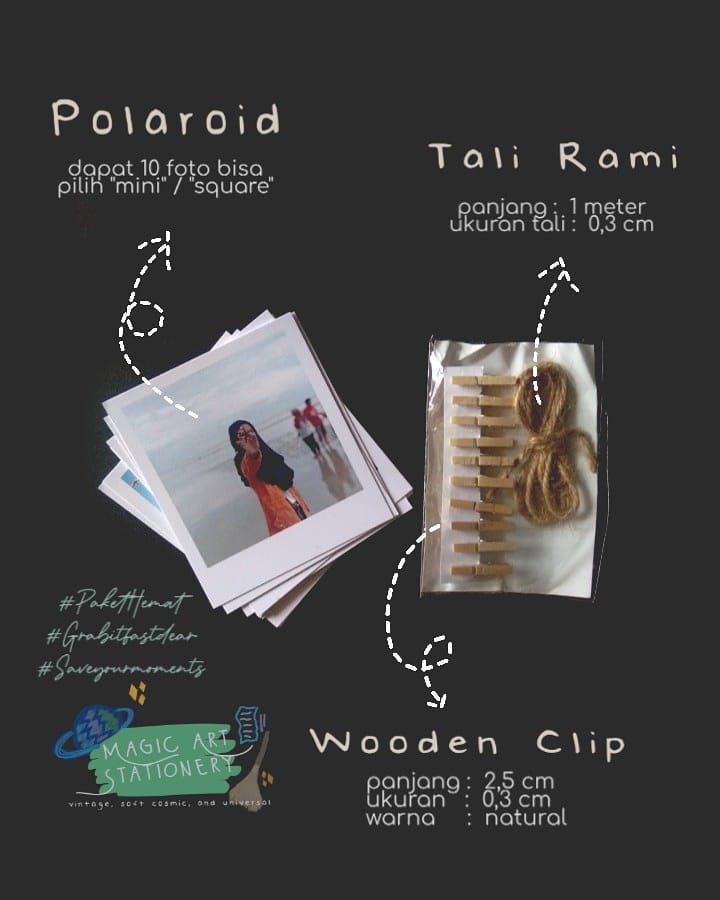 Polaroid
dapat 10 foto bisa
pilih "mini" / "square"
Tali Rami
panjang : 1 meter
ukuran tali : 0,3 cm
#PaketHemat
#Grabitfastdear
#Saveyourmoments
MAGIC ART
STATIONERY
vintage, soft cosmic, and universal
Wooden Clip
panjang : 2,5 cm
ukuran : 0,3 cm
warna : natural